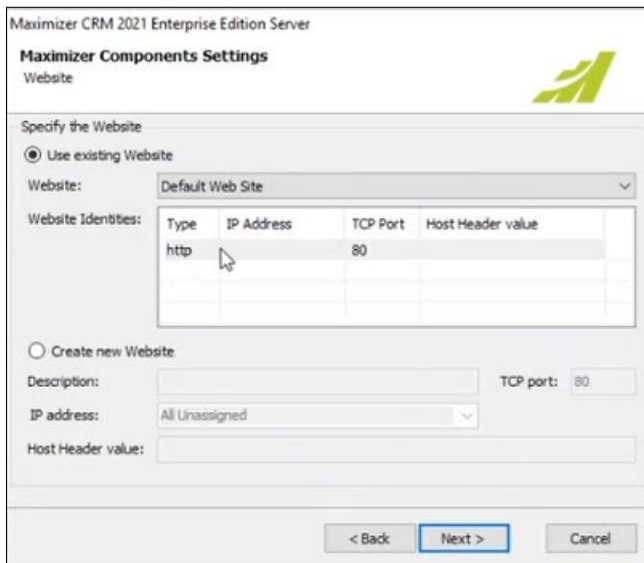 Maximizer CRM 2021 Enterprise Edition Server
Maximizer Components Settings
Website
Specify the Website
Use existing Website
Website: Default Web Site
Website Identities: Type IP Address TCP Port Host Header value
http 80
Create new Website
Description: TCP port: 80
IP address: All Unassigned
Host Header value:
< Back Next > Cancel